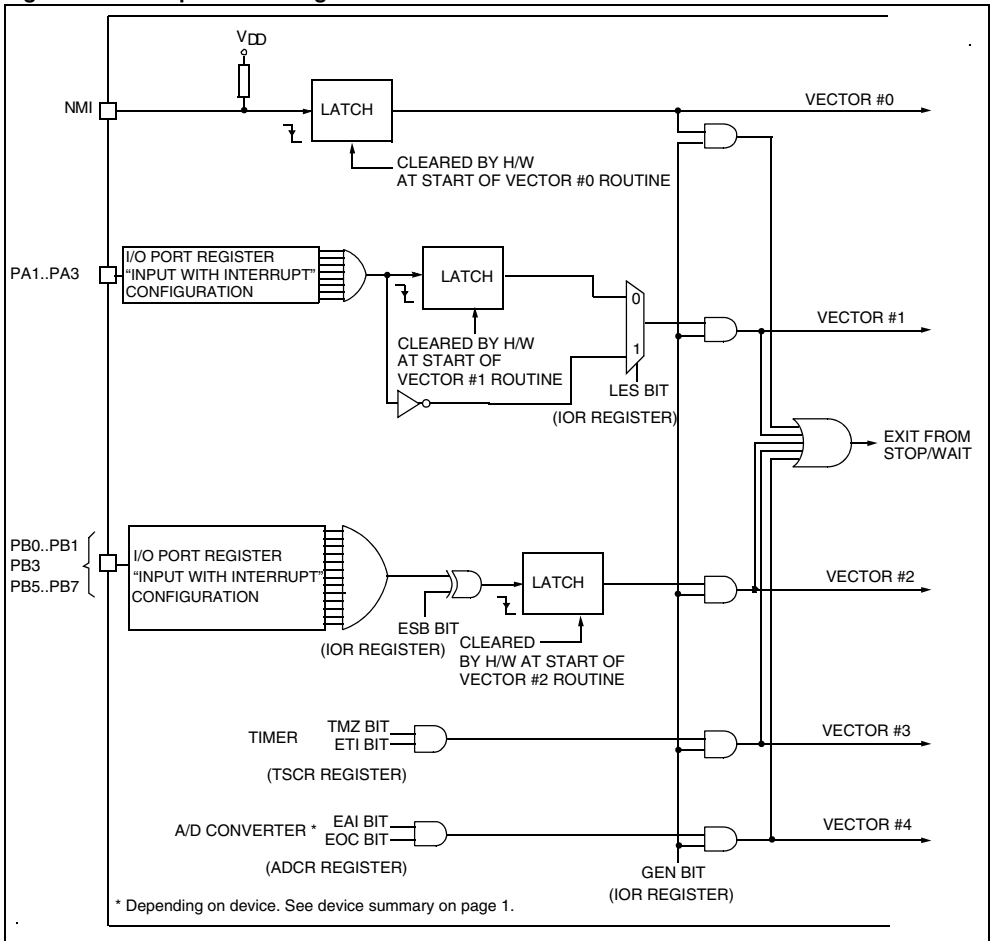 V DD
NMI
LATCH
VECTOR #0
CLEARED BY H/W
AT START OF VECTOR #0 ROUTINE
PA1..PA3
I/O PORT REGISTER
“INPUT WITH INTERRUPT”
CONFIGURATION
LATCH
0
1
VECTOR #1
CLEARED BY H/W
AT START OF
VECTOR #1 ROUTINE
LES BIT
(IOR REGISTER)
EXIT FROM
STOP/WAIT
PB0..PB1
PB3
PB5..PB7
I/O PORT REGISTER
“INPUT WITH INTERRUPT”
CONFIGURATION
LATCH
VECTOR #2
ESB BIT
(IOR REGISTER)
CLEARED
BY H/W AT START OF
VECTOR #2 ROUTINE
TIMER
TMZ BIT
ETI BIT
(TSCR REGISTER)
VECTOR #3
A/D CONVERTER *
EAI BIT
EOC BIT
(ADCR REGISTER)
VECTOR #4
GEN BIT
(IOR REGISTER)
* Depending on device. See device summary on page 1.